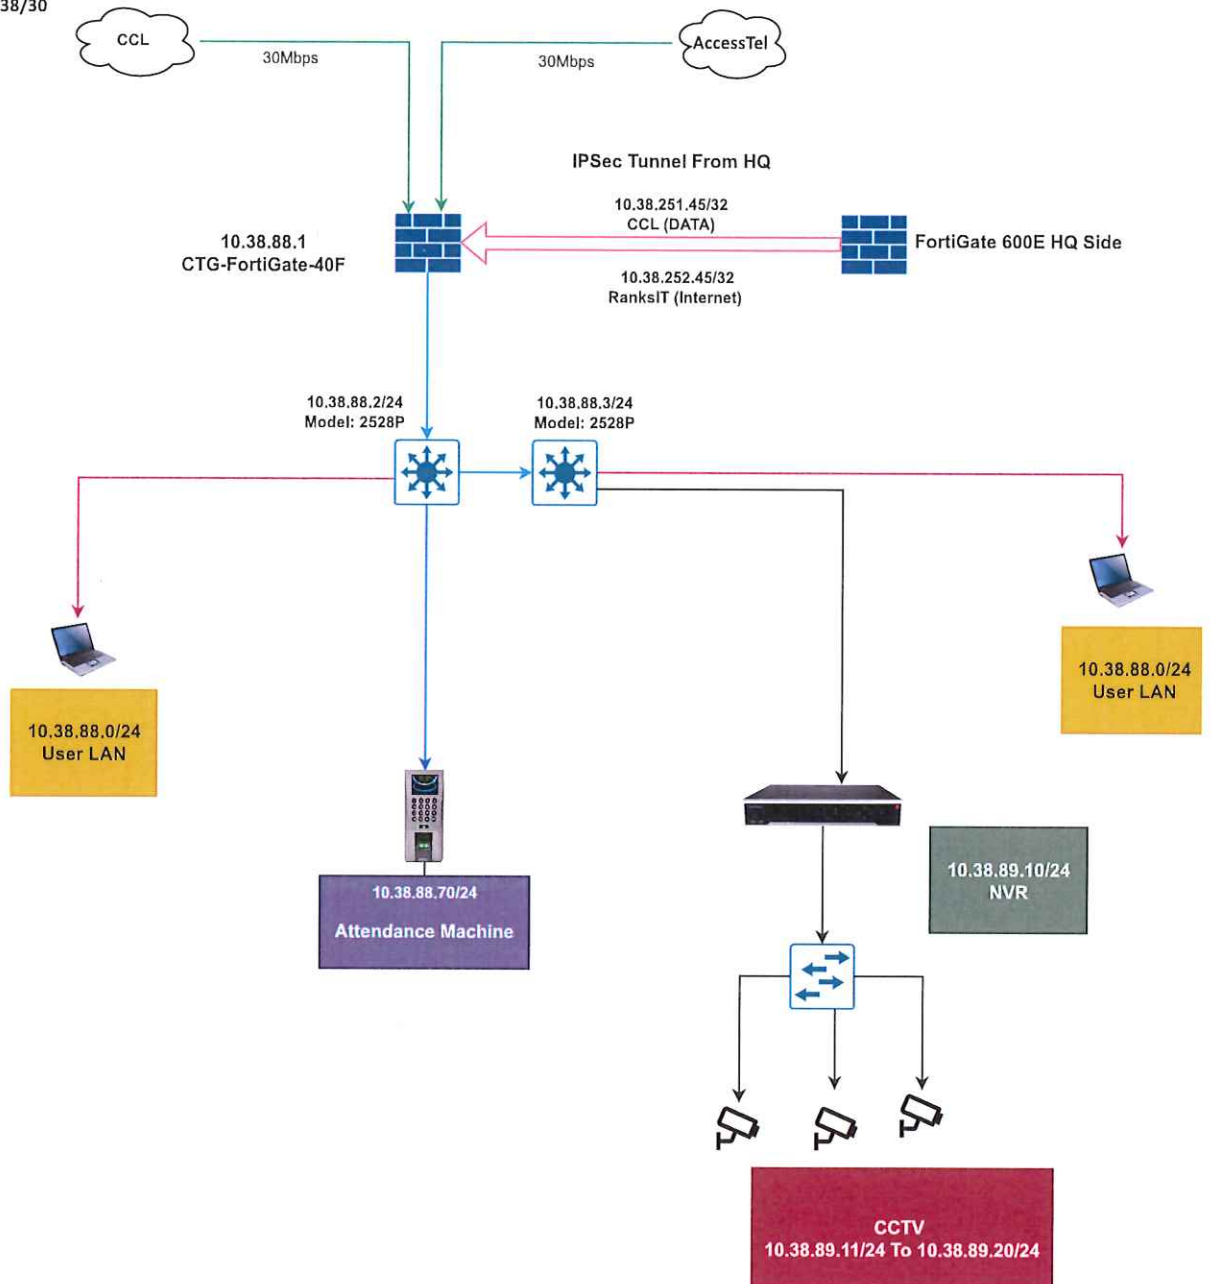 38/30
CCL
AccessTel
30Mbps
30Mbps
IPSec Tunnel From HQ
10.38.251.45/32
CCL (DATA)
10.38.88.1
CTG-FortiGate-40F
FortiGate 600E HQ Side
10.38.252.45/32
RanksIT (Internet)
10.38.88.2/24
Model: 2528P
10.38.88.3/24
Model: 2528P
10.38.88.0/24
User LAN
10.38.88.0/24
User LAN
10.38.88.70/24
Attendance Machine
10.38.89.10/24
NVR
CCTV
10.38.89.11/24 To 10.38.89.20/24